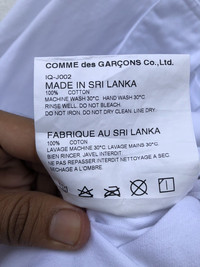 COMME des GARÇONS Co., Ltd.
IQ-J002
MADE IN SRI LANKA
100% COTTON
MACHINE WASH 30°C HAND WASH 30°C
RINSE WELL. DO NOT BLEACH.
DO NOT IRON. DO NOT DRY CLEAN. LINE DRY.
FABRIQUE AU SRI LANKA
100% COTTON
LAVAGE MACHINE 30°C. LAVAGE MAINS 30°C.
BIEN RINCER JAVEL INTERDIT
NE PAS REPASSER INTERDIT NETTOYAGE A SEC.
SECHAGE A L'OMBRE